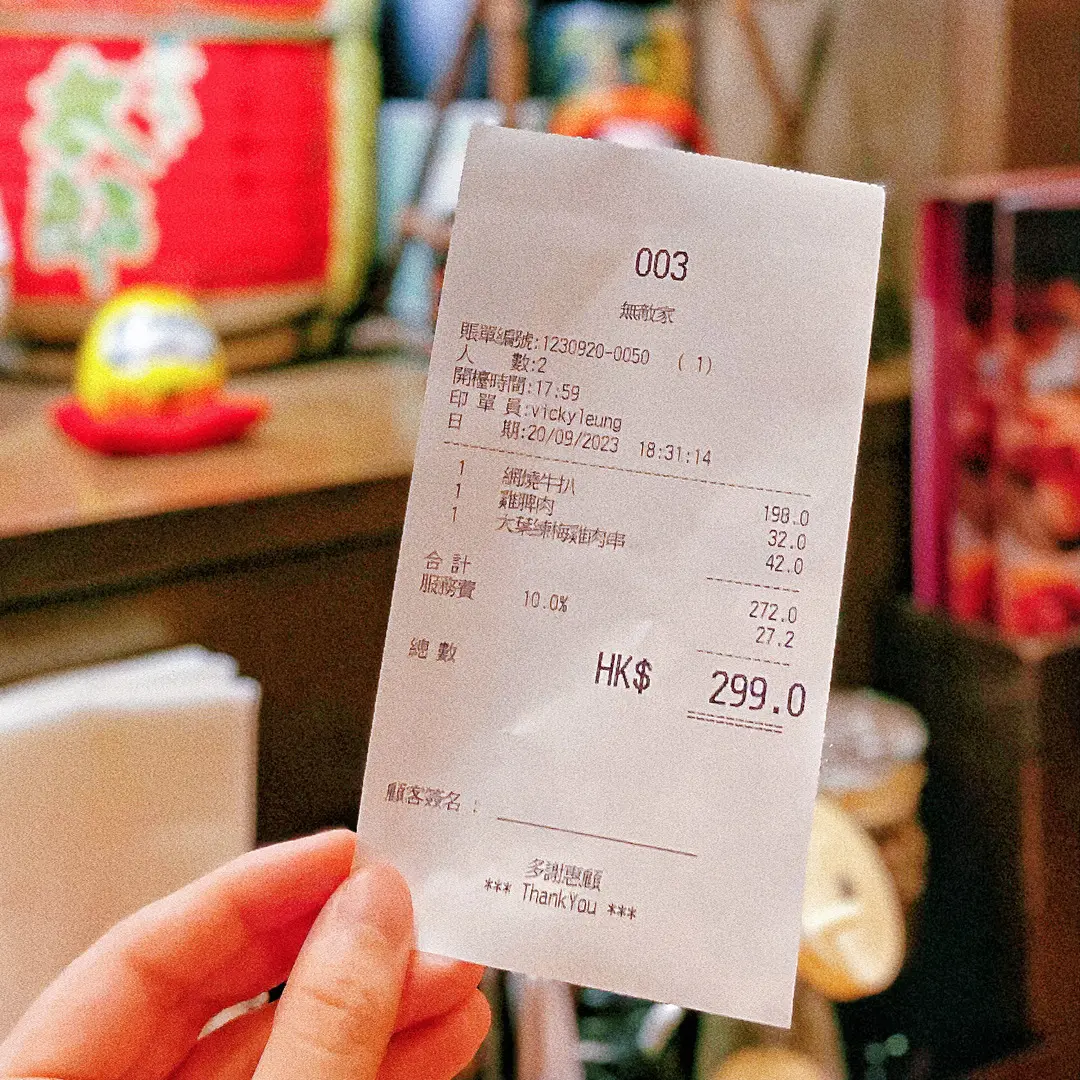 003
無敵家
賬單編號:1230920-0050 (1)
人 數:2
開檯時間:17:59
印單員:vickyleung
日 期:20/09/2023 18:31:14
1 網燒牛扒 198.0
1 雞髀肉 32.0
1 大葉練梅雞肉串 42.0
合計 272.0
服務費 10.0% 27.2
總數 HK$ 299.0
顧客簽名:
多謝惠顧
*** ThankYou ***